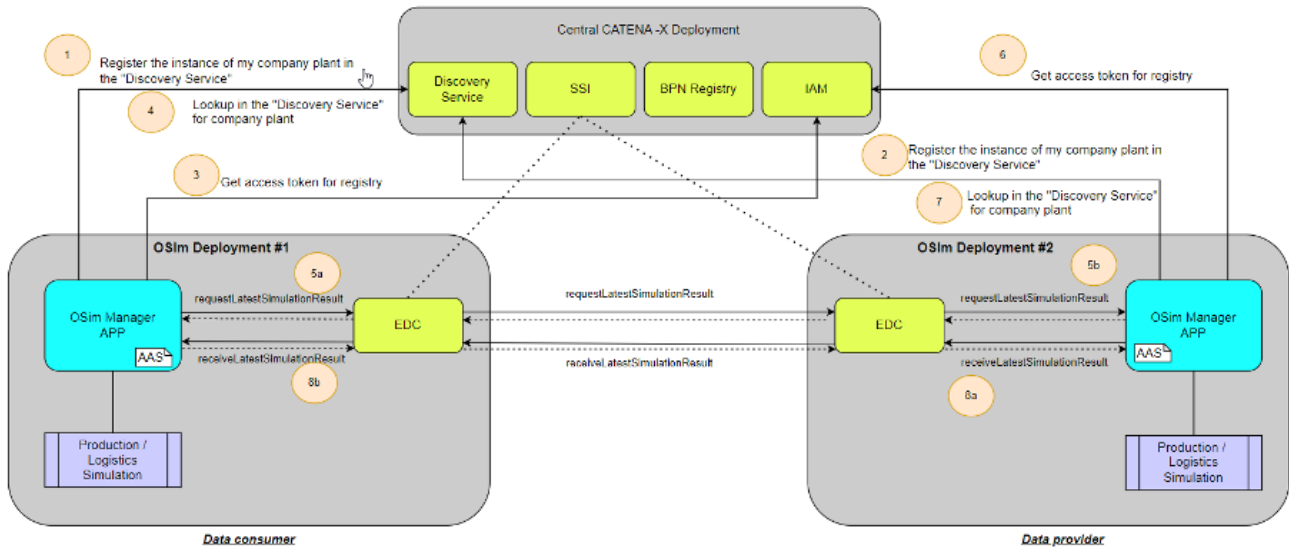 Central CATENA -X Deployment
1
Register the instance of my company plant in
the "Discovery Service"
4
Lookup in the "Discovery Service"
for company plant
Discovery
Service
SSI
BPN Registry
IAM
6
Get access token for registry
3
Get access token for registry
2
Register the instance of my company plant in
the "Discovery Service"
7
Lookup in the "Discovery Service"
for company plant
OSim Deployment #1
5a
requestLatestSimulationResult
OSim Manager
APP
AAS
EDC
receiveLatestSimulationResult
8b
Production /
Logistics
Simulation
requestLatestSimulationResult
receiveLatestSimulationResult
OSim Deployment #2
5b
requestLatestSimulationResult
EDC
OSim Manager
APP
AAS
receiveLatestSimulationResult
8a
Production /
Logistics
Simulation
Data consumer
Data provider